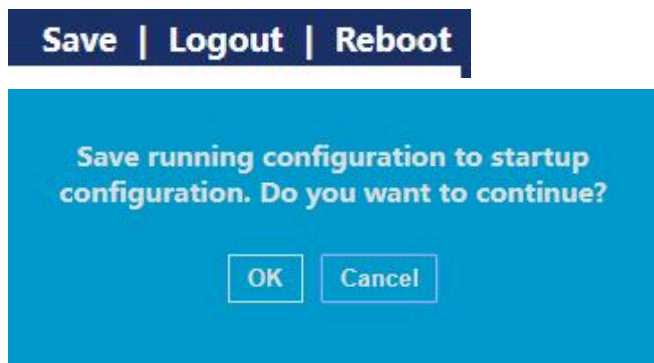 Save | Logout | Reboot
Save running configuration to startup
configuration. Do you want to continue?
OK Cancel